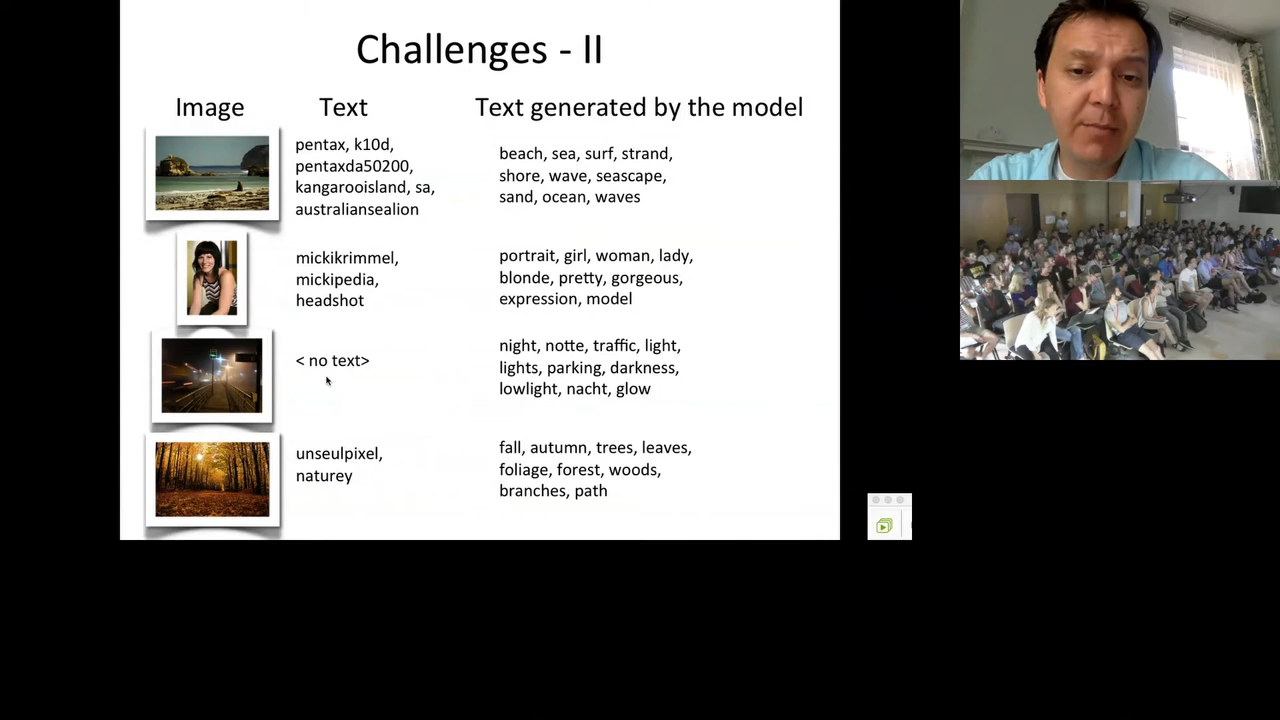 Challenges - II
Image
Text
Text generated by the model
pentax, k10d,
pentaxda50200,
kangarooisland, sa,
australiansealion
beach, sea, surf, strand,
shore, wave, seascape,
sand, ocean, waves
mickikrimmel,
mickipedia,
headshot
portrait, girl, woman, lady,
blonde, pretty, gorgeous,
expression, model
< no text>
night, notte, traffic, light,
lights, parking, darkness,
lowlight, nacht, glow
unseulpixel,
naturey
fall, autumn, trees, leaves,
foliage, forest, woods,
branches, path